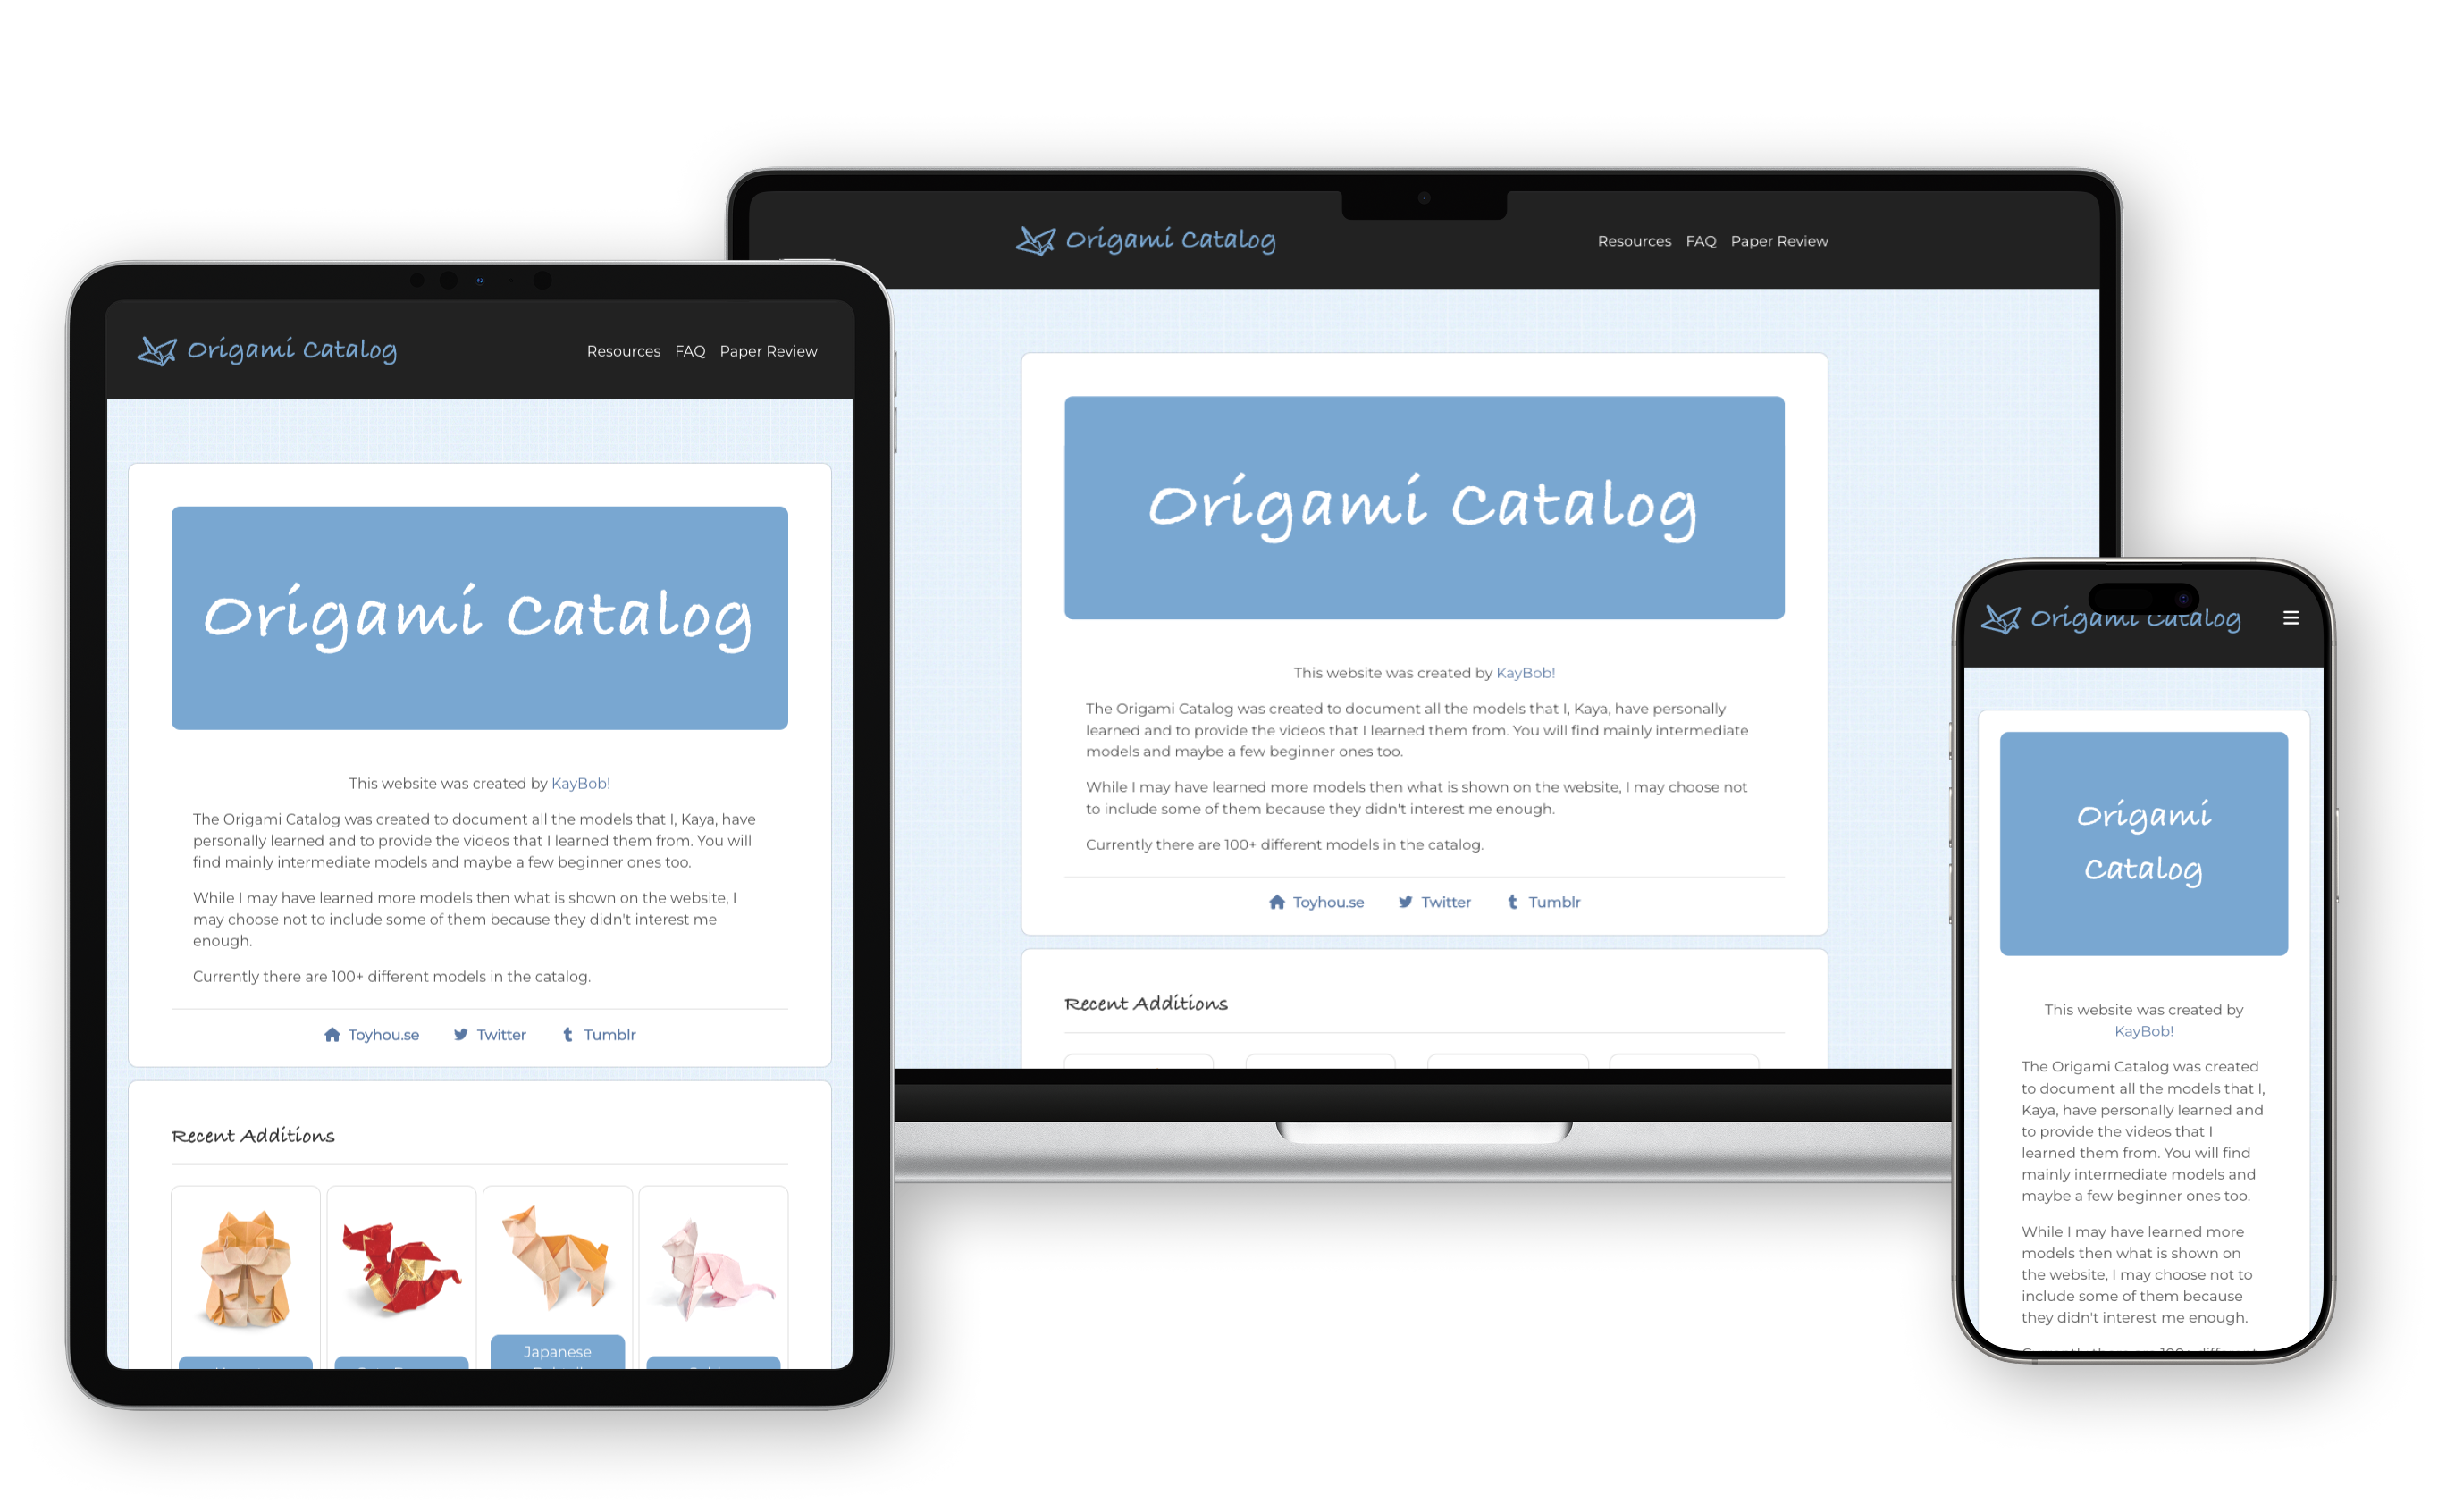 Origami Catalog
Resources FAQ Paper Review
Origami Catalog
This website was created by KayBob!
The Origami Catalog was created to document all the models that I, Kaya, have
personally learned and to provide the videos that I learned them from. You will
find mainly intermediate models and maybe a few beginner ones too.
While I may have learned more models then what is shown on the website, I
may choose not to include some of them because they didn't interest me
enough.
Currently there are 100+ different models in the catalog.
Toyhou.se Twitter Tumblr
Recent Additions
Japanese
Origami Catalog
Resources FAQ Paper Review
Origami Catalog
This website was created by KayBob!
The Origami Catalog was created to document all the models that I, Kaya, have personally
learned and to provide the videos that I learned them from. You will find mainly intermediate
models and maybe a few beginner ones too.
While I may have learned more models then what is shown on the website, I may choose not
to include some of them because they didn't interest me enough.
Currently there are 100+ different models in the catalog.
Toyhou.se Twitter Tumblr
Recent Additions
Origami Catalog
Origami
Catalog
This website was created by
KayBob!
The Origami Catalog was created
to document all the models that I,
Kaya, have personally learned and
to provide the videos that I
learned them from. You will find
mainly intermediate models and
maybe a few beginner ones too.
While I may have learned more
models then what is shown on
the website, I may choose not to
include some of them because
they didn't interest me enough.